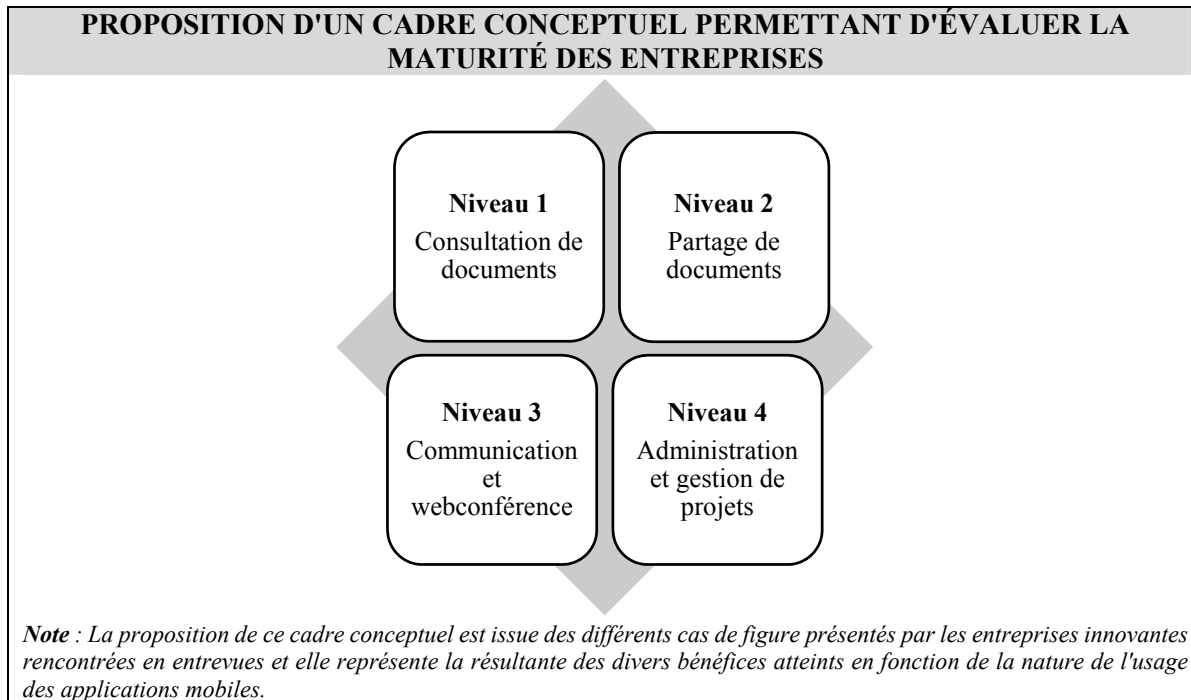 PROPOSITION D'UN CADRE CONCEPTUEL PERMETTANT D'ÉVALUER LA
MATURITÉ DES ENTREPRISES
Niveau 1
Consultation de
documents
Niveau 2
Partage de
documents
Niveau 3
Communication
et
webconférence
Niveau 4
Administration
et gestion de
projets
Note : La proposition de ce cadre conceptuel est issue des différents cas de figure présentés par les entreprises innovantes
rencontrées en entrevues et elle représente la résultante des divers bénéfices atteints en fonction de la nature de l'usage
des applications mobiles.